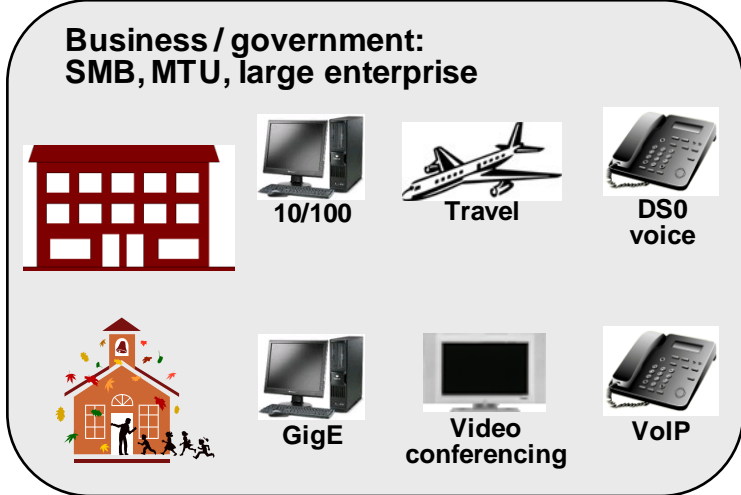 Business / government:
SMB, MTU, large enterprise
10/100
Travel
DS0
voice
GigE
Video
conferencing
VoIP